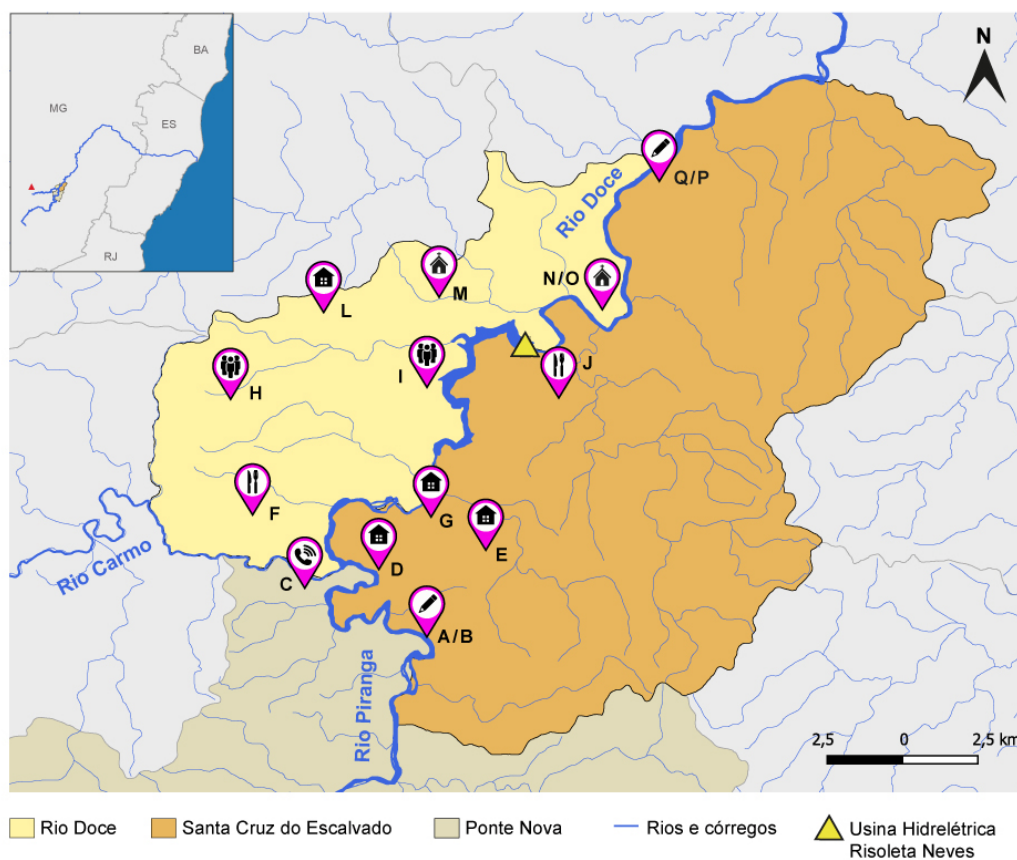 BA
MG
ES
RJ
N
Q/P
Rio Doce
N/O
M
L
I
J
H
F
G
E
Rio Carmo
C
D
A/B
Rio Piranga
2,5 0 2,5 km
Rio Doce Santa Cruz do Escalvado Ponte Nova Rios e córregos Usina Hidrelétrica
Risoleta Neves